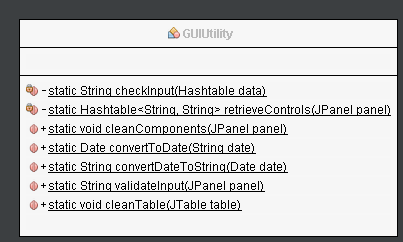 GUIUtility
- static String checkInput(Hashtable data)
- static Hashtable<String, String> retrieveControls(JPanel panel)
+ static void cleanComponents(JPanel panel)
+ static Date convertToDate(String date)
+ static String convertDateToString(Date date)
+ static String validateInput(JPanel panel)
+ static void cleanTable(JTable table)